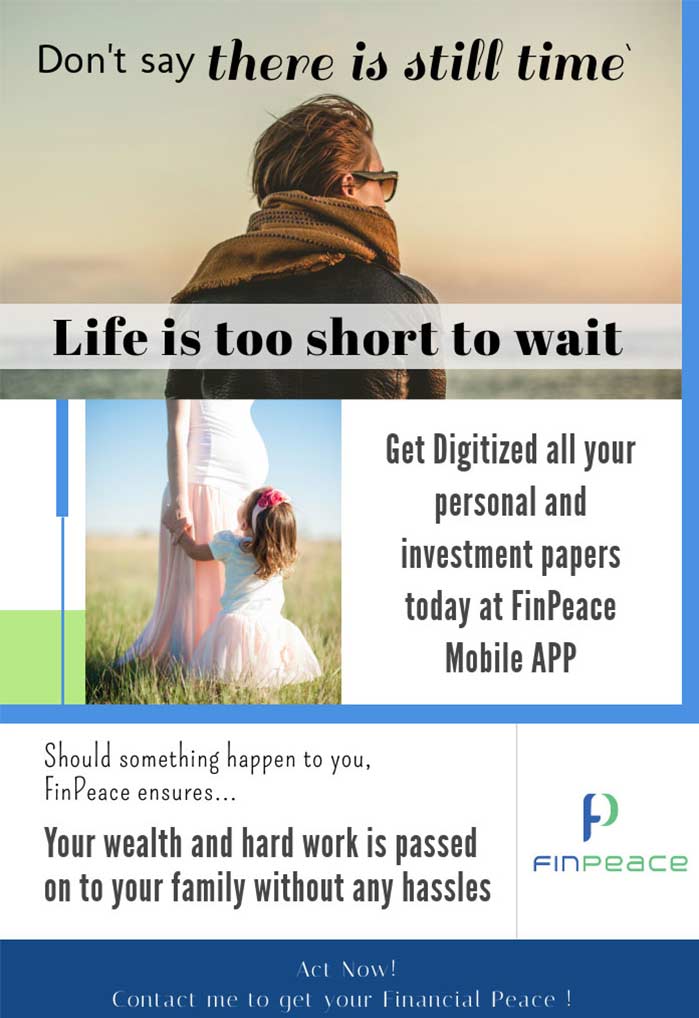 Don't say there is still time`
Life is too short to wait
Get Digitized all your
personal and
investment papers
today at FinPeace
Mobile APP
Should something happen to you,
FinPeace ensures...
Your wealth and hard work is passed
on to your family without any hassles
FINPEACE
Act Now!
Contact me to get your Financial Peace !